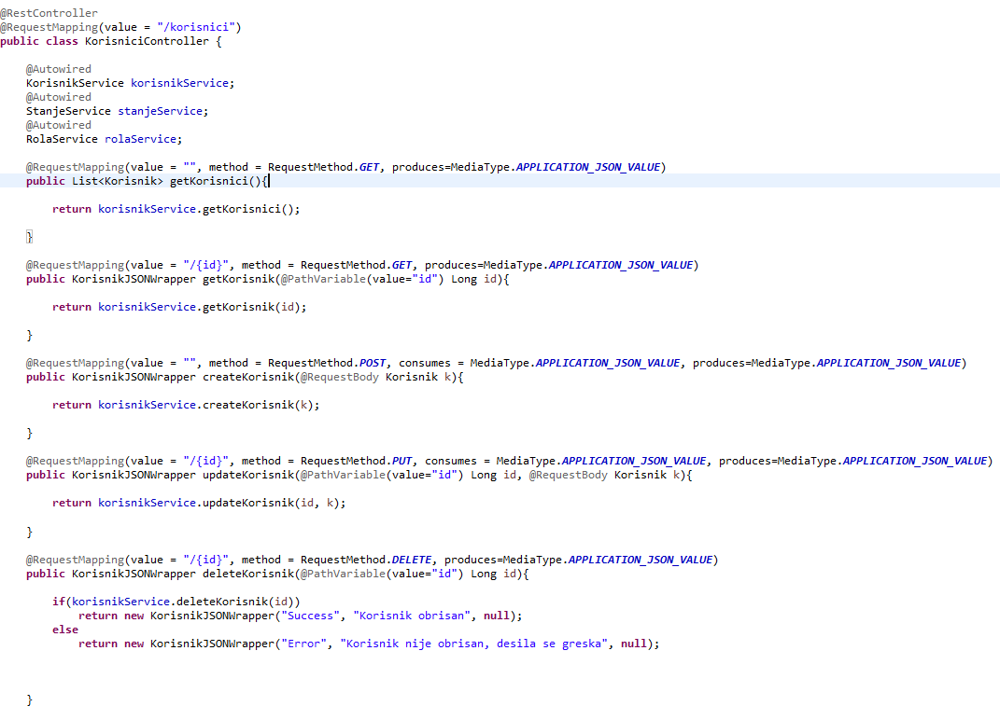 @RestController
@RequestMapping(value = "/korisnici")
public class KorisniciController {
@Autowired
KorisnikService korisnikService;
@Autowired
StanjeService stanjeService;
@Autowired
RolaService rolaService;
@RequestMapping(value = "", method = RequestMethod.GET, produces=MediaType.APPLICATION_JSON_VALUE)
public List<Korisnik> getKorisnici(){
return korisnikService.getKorisnici();
}
@RequestMapping(value = "/{id}", method = RequestMethod.GET, produces=MediaType.APPLICATION_JSON_VALUE)
public KorisnikJSONWrapper getKorisnik(@PathVariable(value="id") Long id){
return korisnikService.getKorisnik(id);
}
@RequestMapping(value = "", method = RequestMethod.POST, consumes = MediaType.APPLICATION_JSON_VALUE, produces=MediaType.APPLICATION_JSON_VALUE)
public KorisnikJSONWrapper createKorisnik(@RequestBody Korisnik k){
return korisnikService.createKorisnik(k);
}
@RequestMapping(value = "/{id}", method = RequestMethod.PUT, consumes = MediaType.APPLICATION_JSON_VALUE, produces=MediaType.APPLICATION_JSON_VALUE)
public KorisnikJSONWrapper updateKorisnik(@PathVariable(value="id") Long id, @RequestBody Korisnik k){
return korisnikService.updateKorisnik(id, k);
}
@RequestMapping(value = "/{id}", method = RequestMethod.DELETE, produces=MediaType.APPLICATION_JSON_VALUE)
public KorisnikJSONWrapper deleteKorisnik(@PathVariable(value="id") Long id){
if(korisnikService.deleteKorisnik(id))
return new KorisnikJSONWrapper("Success", "Korisnik obrisan", null);
else
return new KorisnikJSONWrapper("Error", "Korisnik nije obrisan, desila se greska", null);
}